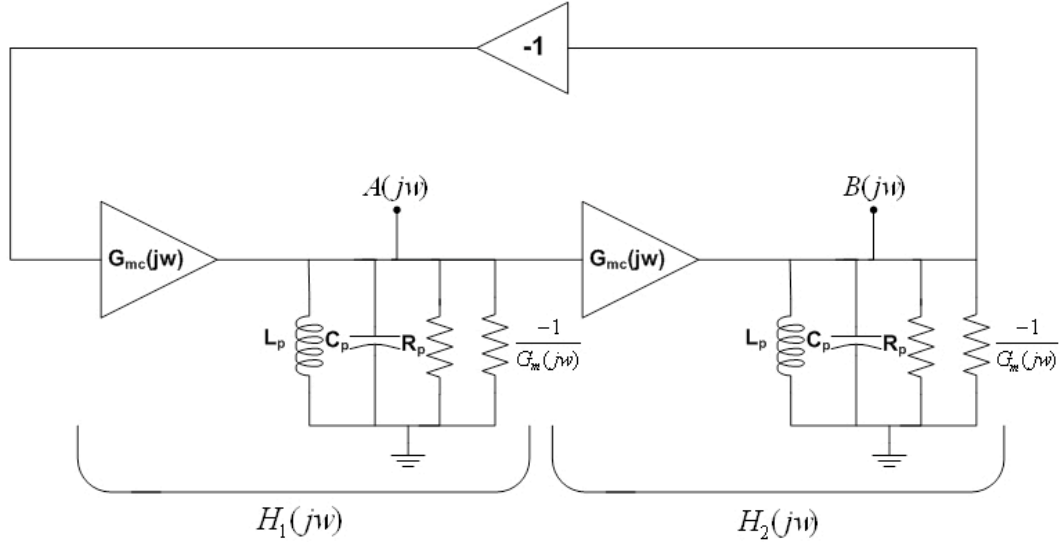 -1
A(jw)
B(jw)
Gmc(jw)
Gmc(jw)
Lp
Cp
Rp
-1
Gm(jw)
Lp
Cp
Rp
-1
Gm(jw)
H1(jw)
H2(jw)